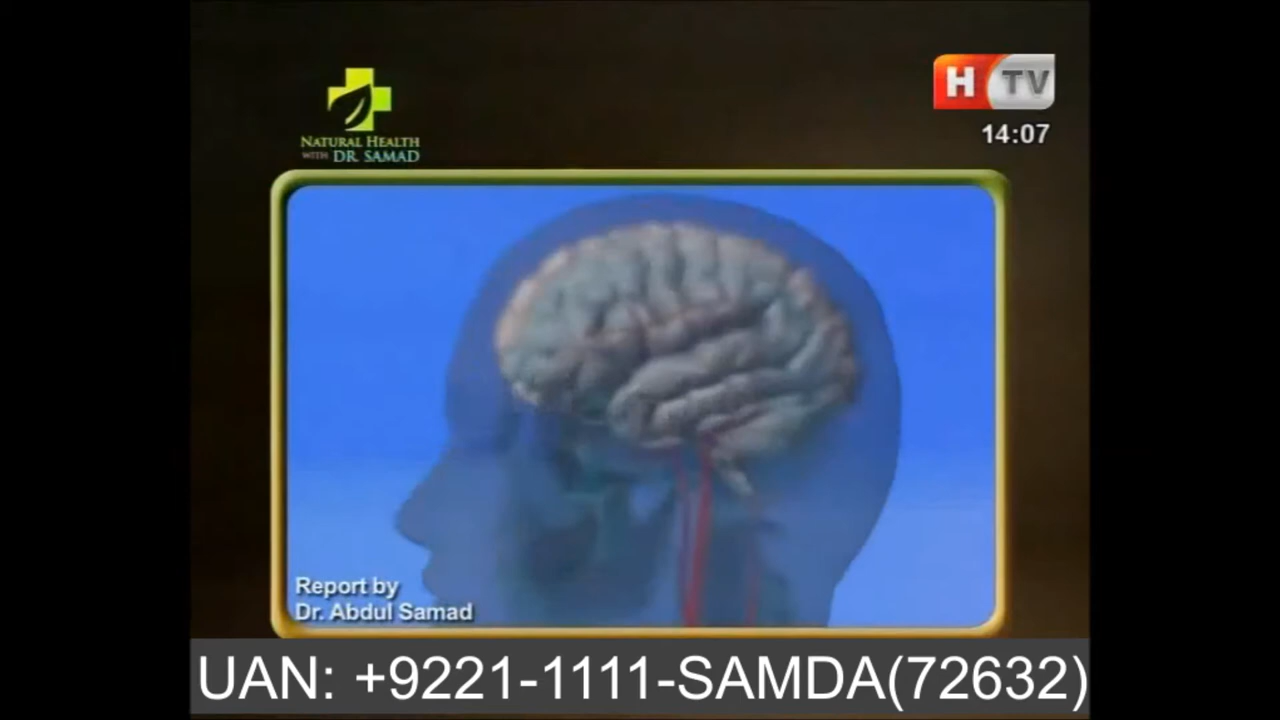 H TV
14:07
NATURAL HEALTH
WITH DR. SAMAD
Report by
Dr. Abdul Samad
UAN: +9221-1111-SAMDA(72632)